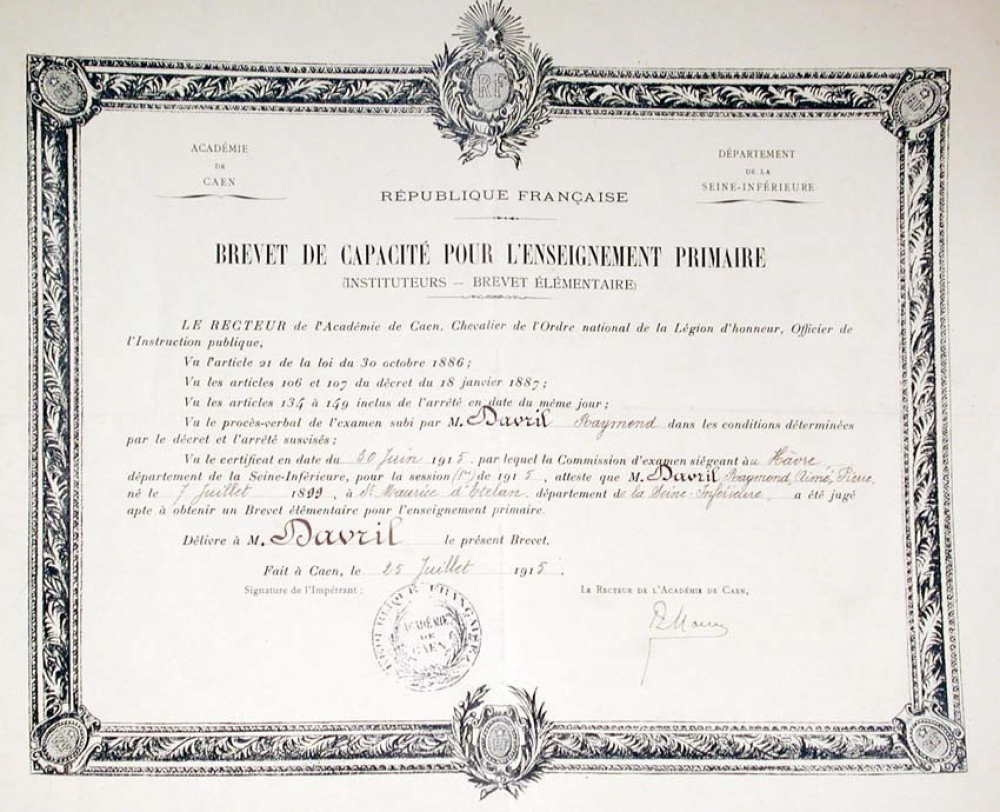 RF
ACADÉMIE
DE
CAEN
DÉPARTEMENT
DE LA
SEINE-INFÉRIEURE
RÉPUBLIQUE FRANÇAISE
BREVET DE CAPACITÉ POUR L'ENSEIGNEMENT PRIMAIRE
(INSTITUTEURS — BREVET ÉLÉMENTAIRE)
LE RECTEUR de l'Académie de Caen, Chevalier de l'Ordre national de la Légion d'honneur, Officier de
l'Instruction publique,
Vu l'article 21 de la loi du 30 octobre 1886;
Vu les articles 106 et 107 du décret du 18 janvier 1887;
Vu les articles 134 à 149 inclus de l'arrêté en date du même jour;
Vu le procès-verbal de l'examen subi par M. Davril Raymond dans les conditions déterminées
par le décret et l'arrêté susvisés;
Vu le certificat en date du 30 Juin 1915, par lequel la Commission d'examen siégeant au Hâvre
département de la Seine-Inférieure, pour la session (1re) de 1915, atteste que M. Davril Raymond, Aimé, Pierre,
né le 7 Juillet 1899, à St Maurice d'Etelan, département de la Seine-Inférieure, a été jugé
apte à obtenir un Brevet élémentaire pour l'enseignement primaire.
Délivré à M. Davril le présent Brevet.
Fait à Caen, le 25 Juillet 1915.
Signature de l'Impétrant :
LE RECTEUR DE L'ACADÉMIE DE CAEN,
RÉPUBLIQUE FRANÇAISE
ACADÉMIE
DE
CAEN